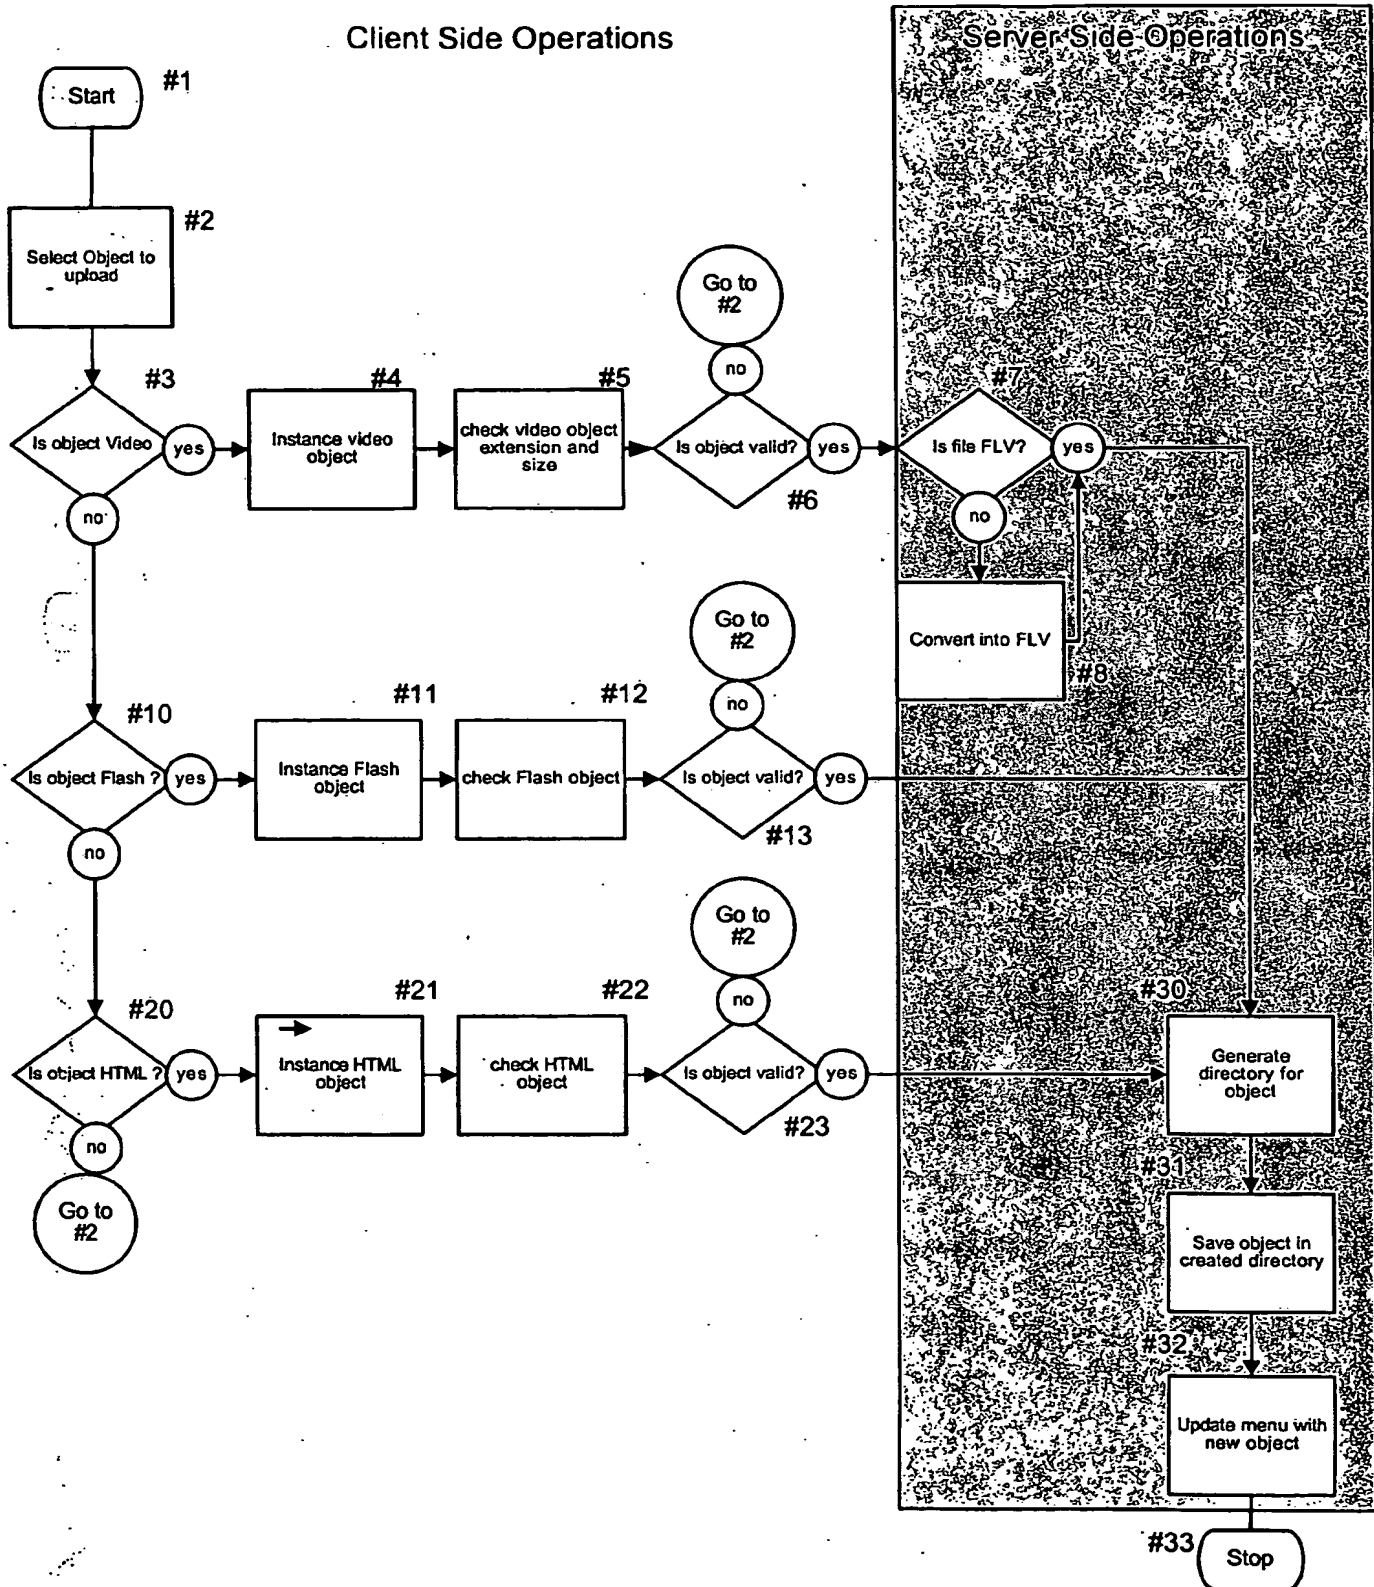 Client Side Operations
Server Side Operations
Start
#1
#2
Select Object to
upload
Go to
#2
no
#3
#4
#5
#7
Is object Video
yes
Instance video
object
check video object
extension and
size
Is object valid?
yes
#6
Is file FLV?
yes
no
no
Convert into FLV
#8
Go to
#2
no
#10
#11
#12
Is object Flash ?
yes
Instance Flash
object
check Flash object
Is object valid?
yes
#13
no
Go to
#2
no
#20
#21
#22
#30
Is object HTML ?
yes
Instance HTML
object
check HTML
object
Is object valid?
yes
#23
Generate
directory for
object
no
Go to
#2
#31
Save object in
created directory
#32
Update menu with
new object
#33
Stop